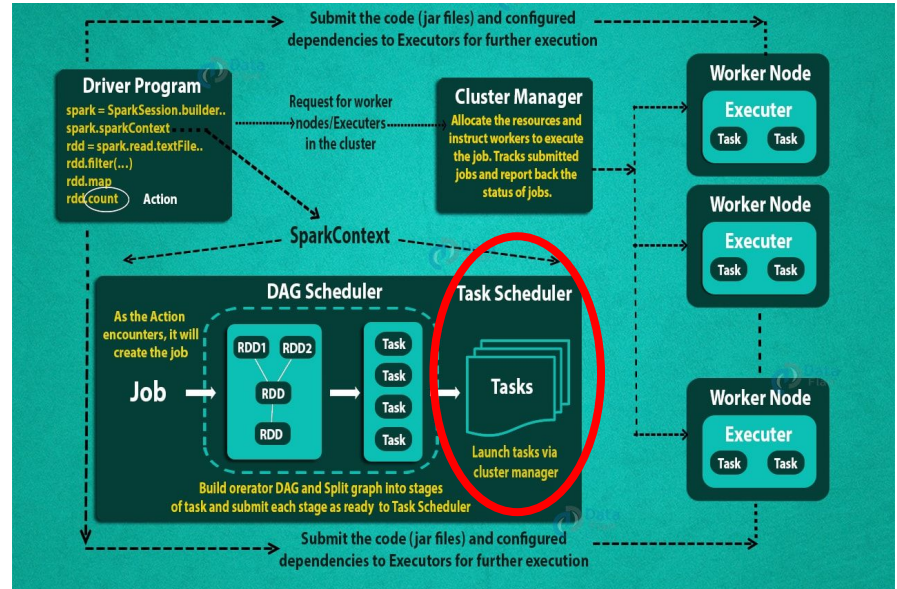 Submit the code (jar files) and configured
dependencies to Executors for further execution
Driver Program
spark = SparkSession.builder..
spark.sparkContext
rdd = spark.read.textFile..
rdd.filter(...)
rdd.map
rdd.count
Action
Request for worker
nodes/Executers
in the cluster
Cluster Manager
Allocate the resources and
instruct workers to execute
the job. Tracks submitted
jobs and report back the
status of jobs.
Worker Node
Executer
Task Task
Worker Node
Executer
Task Task
Worker Node
Executer
Task Task
SparkContext
DAG Scheduler
Task Scheduler
As the Action
encounters, it will
create the job
Job
RDD1 RDD2
RDD
RDD
Task
Task
Task
Task
Tasks
Launch tasks via
cluster manager
Build orerator DAG and Split graph into stages
of task and submit each stage as ready to Task Scheduler
Submit the code (jar files) and configured
dependencies to Executors for further execution